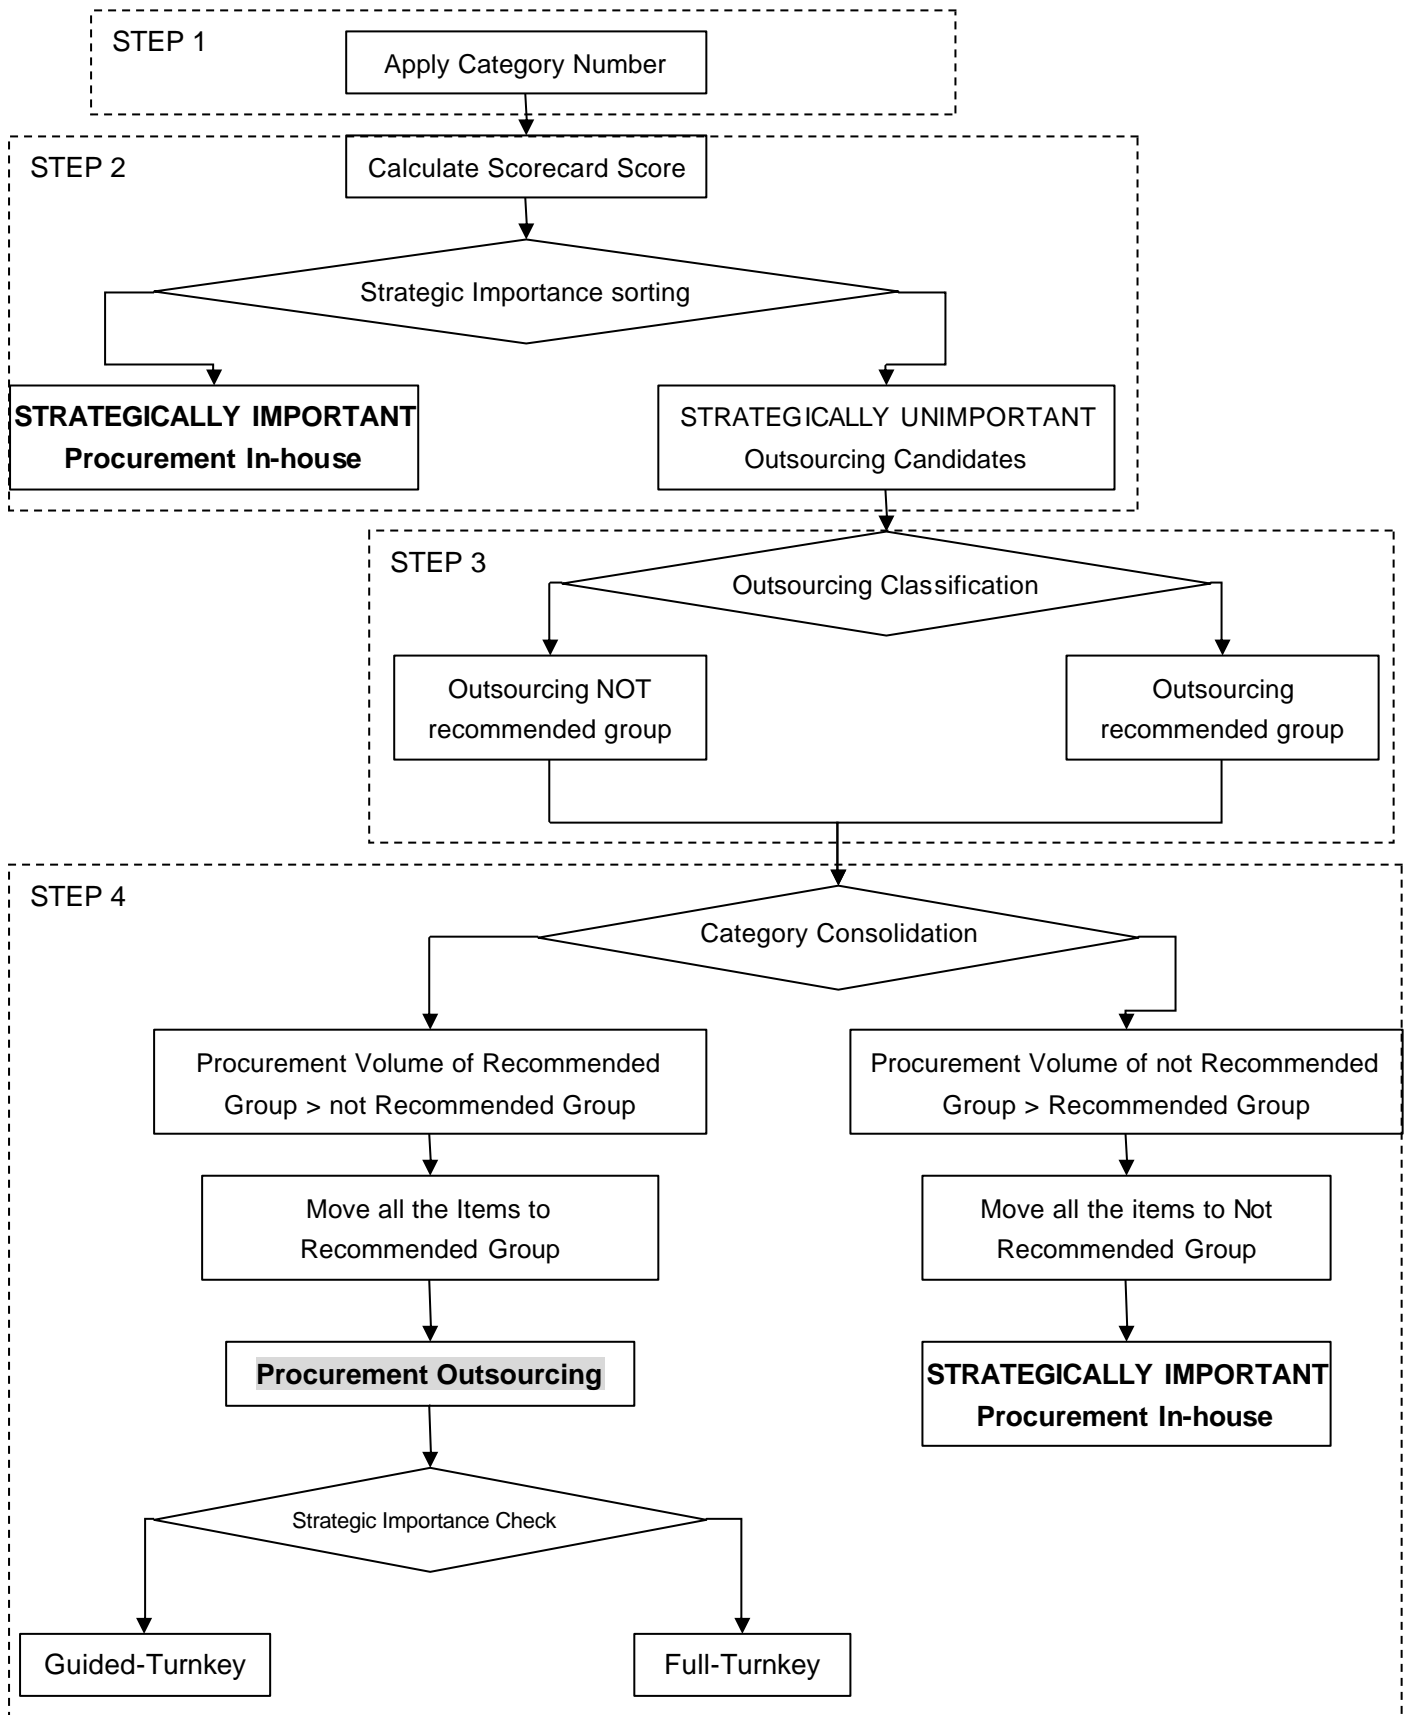 STEP 1
Apply Category Number
STEP 2
Calculate Scorecard Score
Strategic Importance sorting
STRATEGICALLY IMPORTANT
Procurement In-house
STRATEGICALLY UNIMPORTANT
Outsourcing Candidates
STEP 3
Outsourcing Classification
Outsourcing NOT
recommended group
Outsourcing
recommended group
STEP 4
Category Consolidation
Procurement Volume of Recommended
Group > not Recommended Group
Procurement Volume of not Recommended
Group > Recommended Group
Move all the Items to
Recommended Group
Move all the items to Not
Recommended Group
Procurement Outsourcing
STRATEGICALLY IMPORTANT
Procurement In-house
Strategic Importance Check
Guided-Turnkey
Full-Turnkey